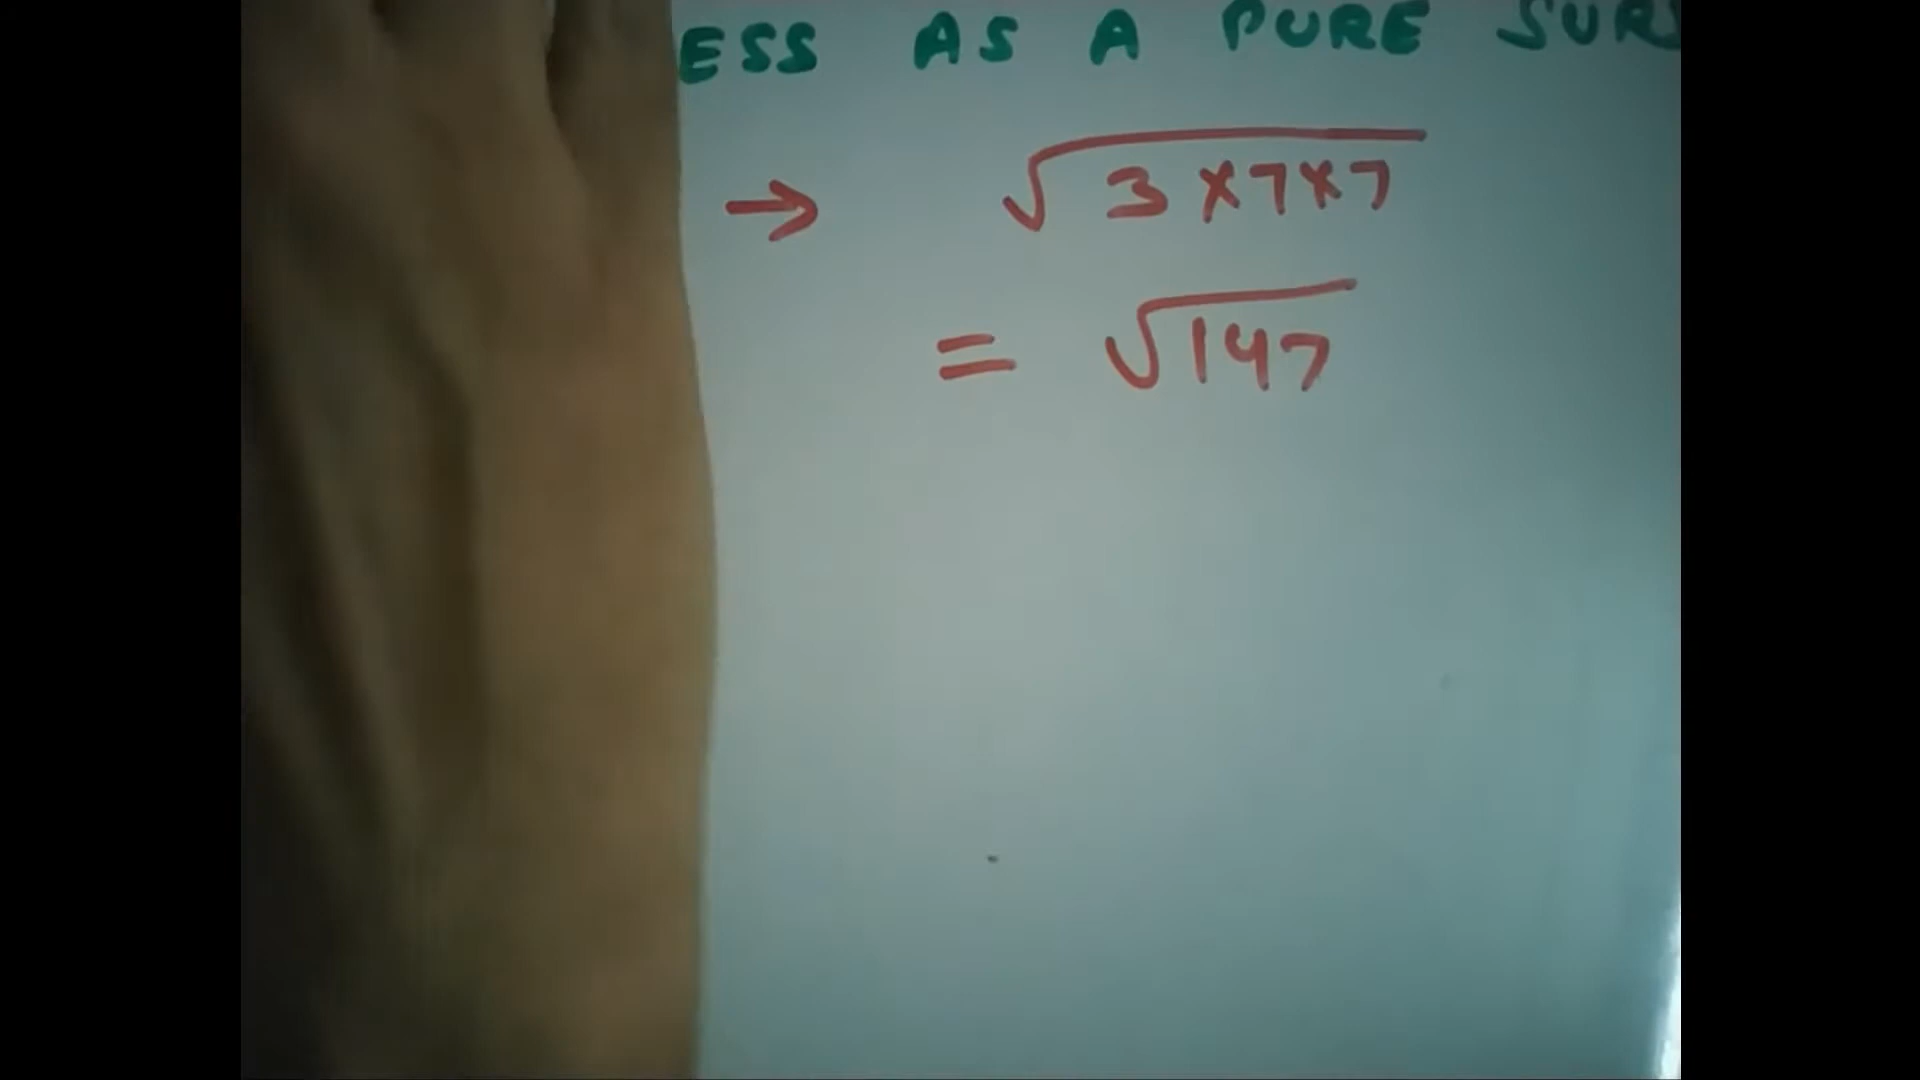 ESS AS A PURE SUR
→ √3×7×7
= √147